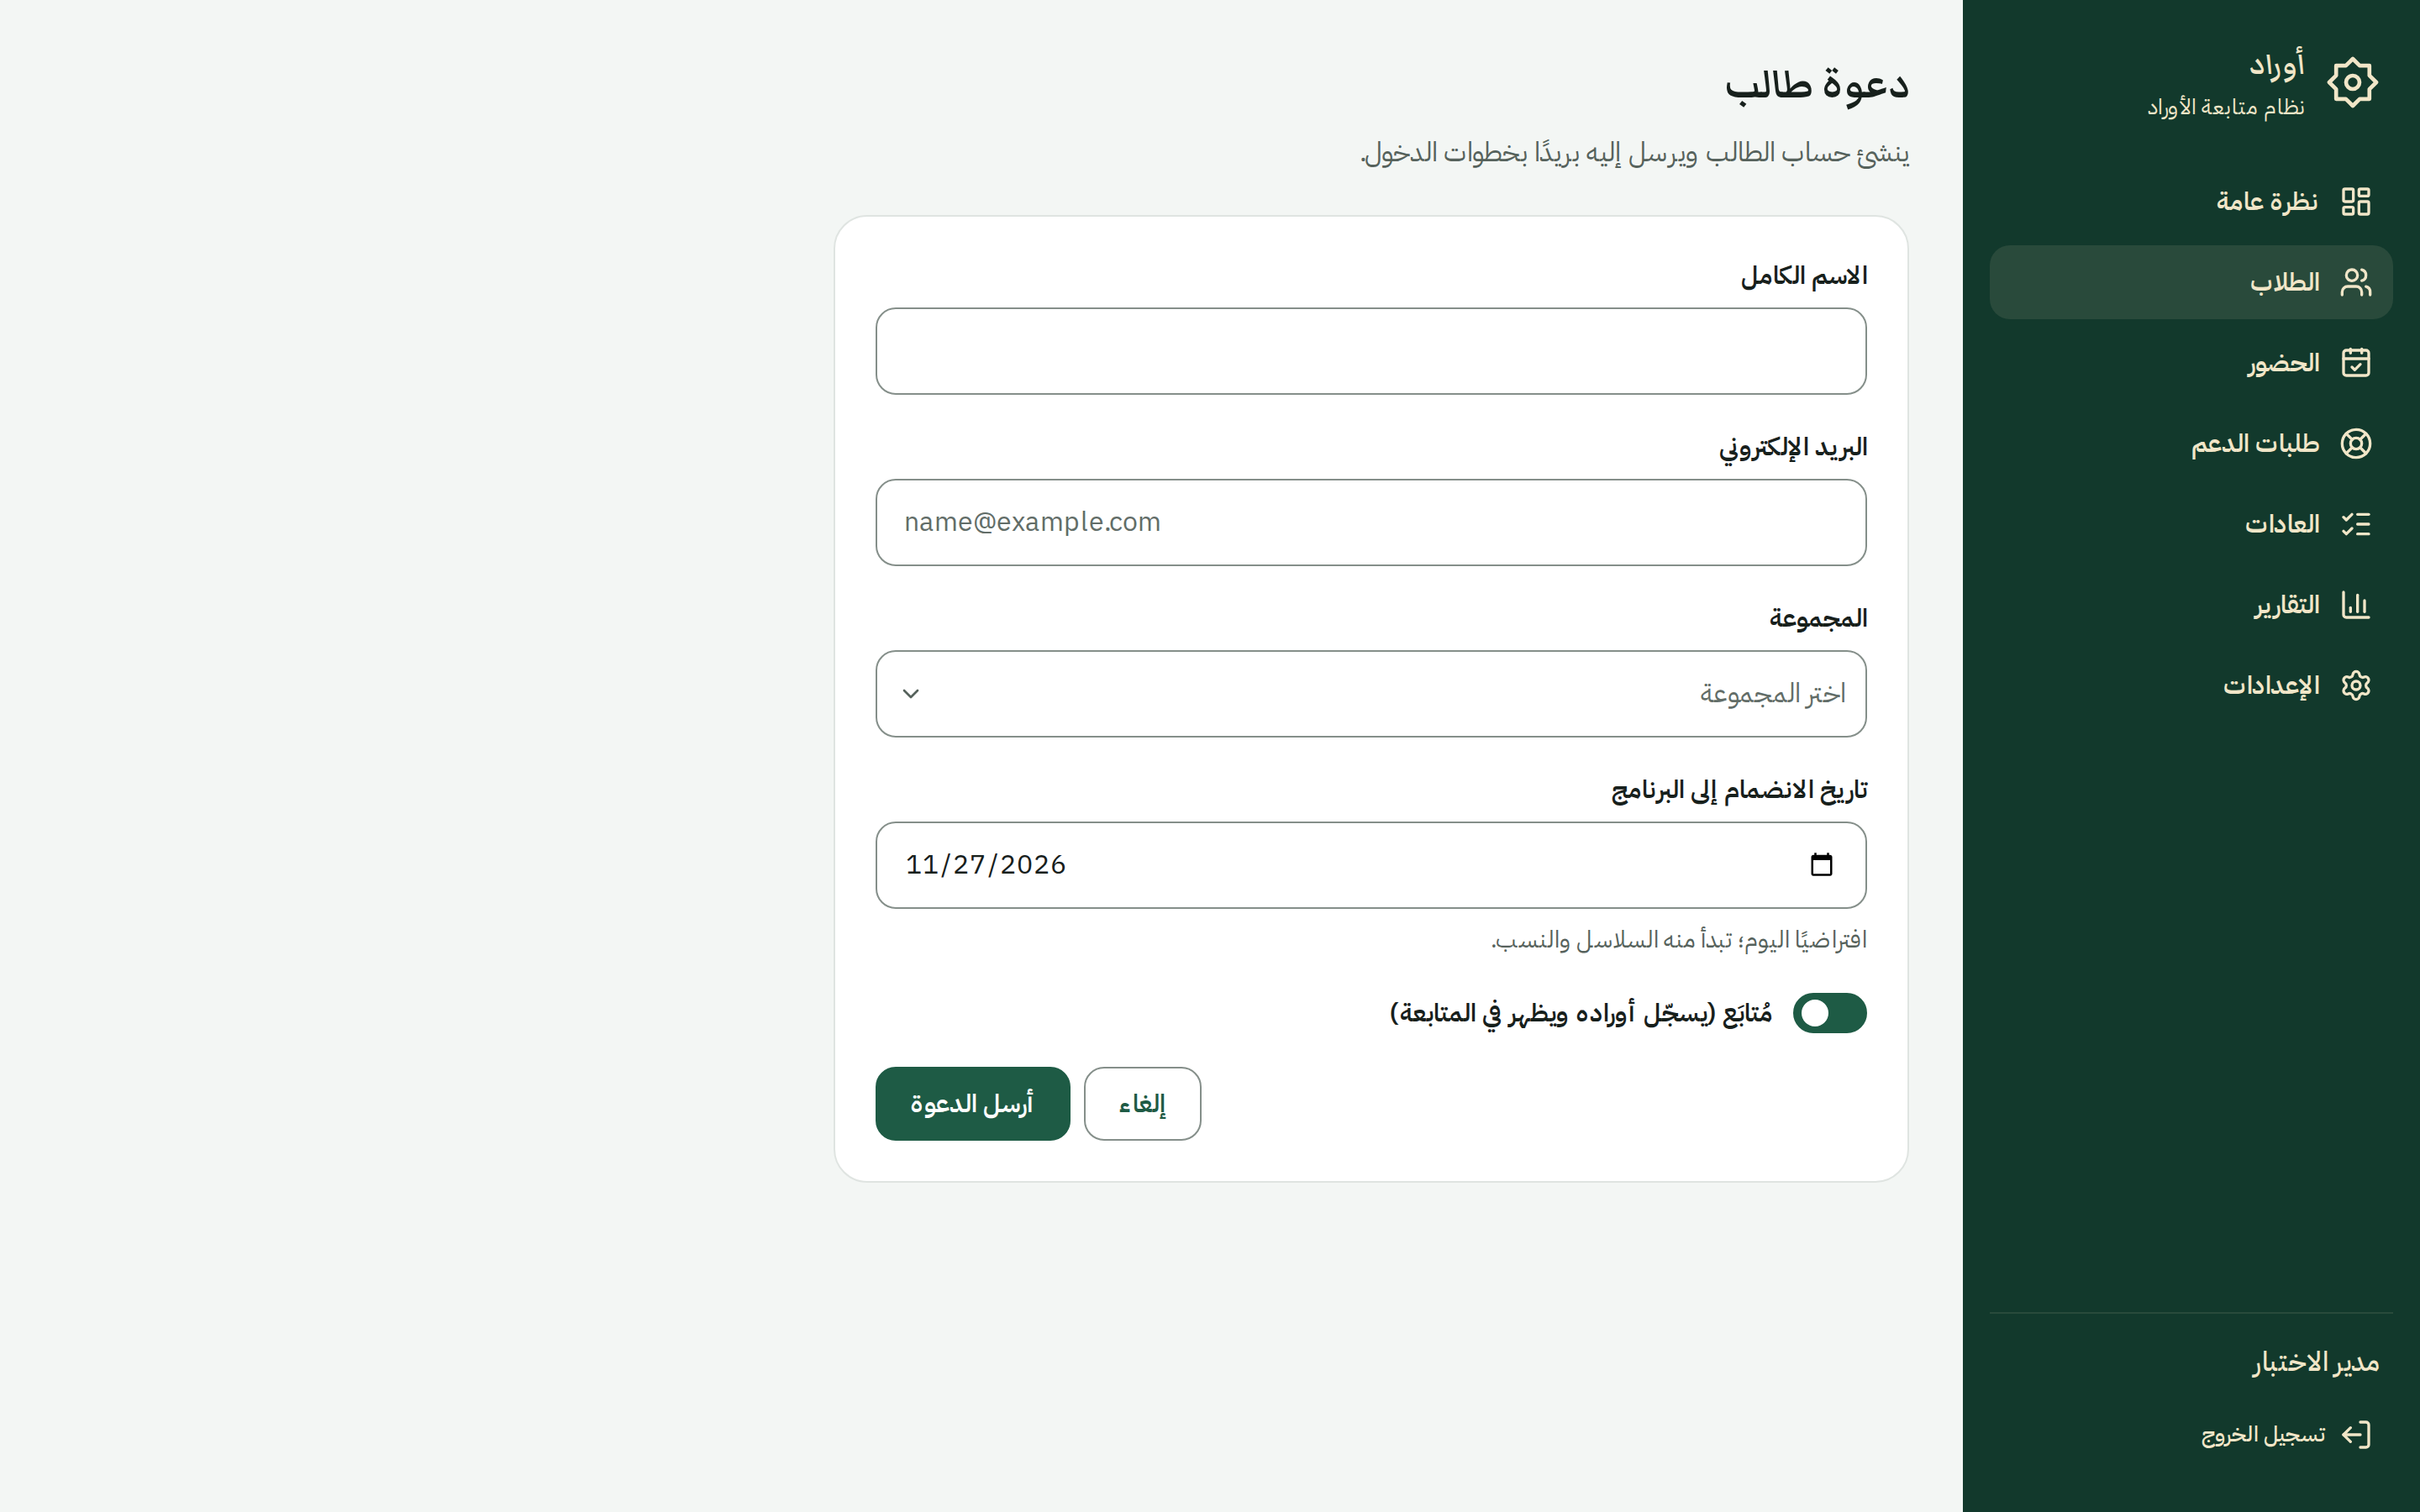 أوراد
نظام متابعة الأوراد
نظرة عامة
الطلاب
الحضور
طلبات الدعم
العادات
التقارير
الإعدادات
مدير الاختبار
تسجيل الخروج
دعوة طالب
ينشئ حساب الطالب ويرسل إليه بريدًا بخطوات الدخول.
الاسم الكامل
البريد الإلكتروني
name@example.com
المجموعة
اختر المجموعة
تاريخ الانضمام إلى البرنامج
11/27/2026
افتراضيًا اليوم؛ تبدأ منه السلاسل والنسب.
مُتابَع (يسجّل أوراده ويظهر في المتابعة)
إلغاء
أرسل الدعوة